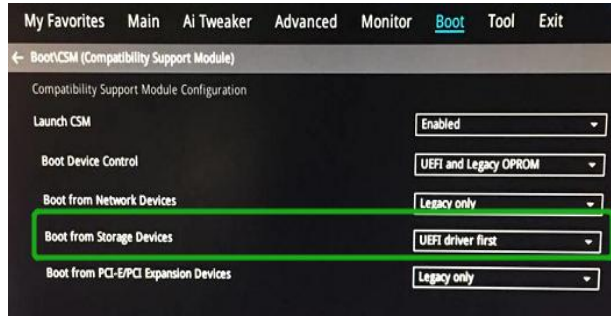 My Favorites Main Ai Tweaker Advanced Monitor Boot Tool Exit
← Boot\CSM (Compatibility Support Module)
Compatibility Support Module Configuration
Launch CSM Enabled
Boot Device Control UEFI and Legacy OPROM
Boot from Network Devices Legacy only
Boot from Storage Devices UEFI driver first
Boot from PCI-E/PCI Expansion Devices Legacy only